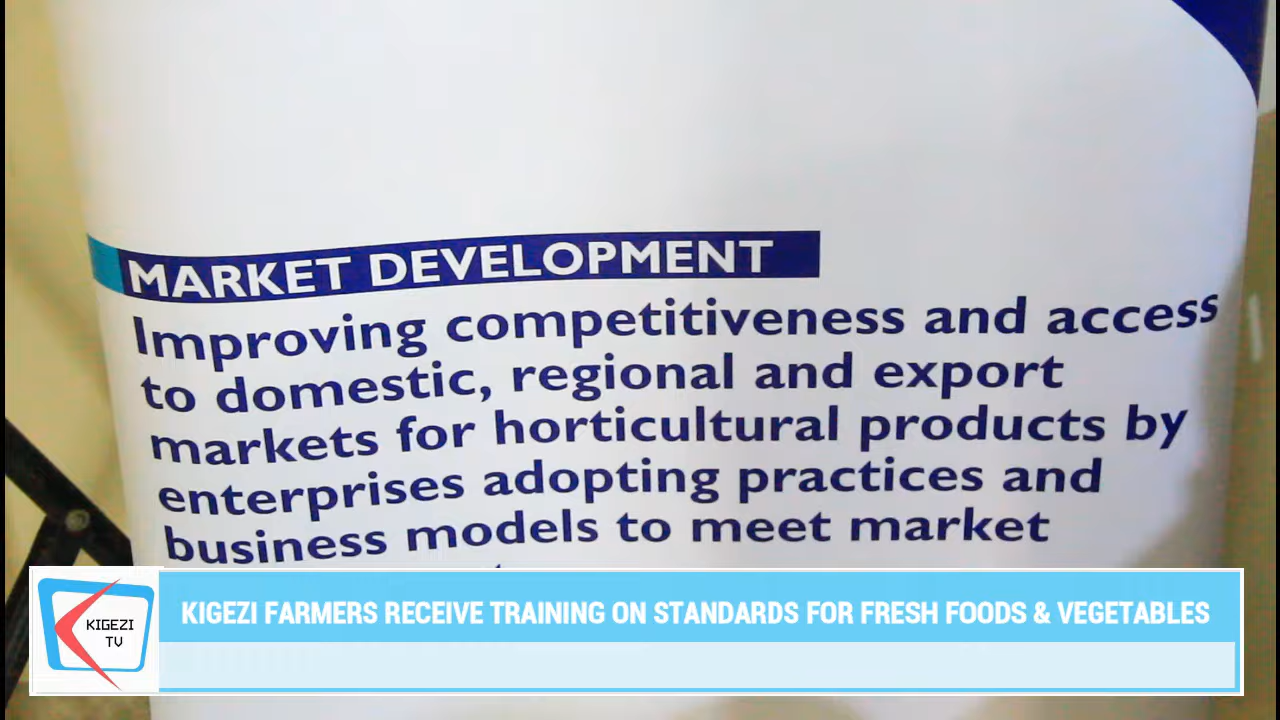 MARKET DEVELOPMENT
Improving competitiveness and access
to domestic, regional and export
markets for horticultural products by
enterprises adopting practices and
business models to meet market
KIGEZI FARMERS RECEIVE TRAINING ON STANDARDS FOR FRESH FOODS & VEGETABLES
KIGEZI
TV